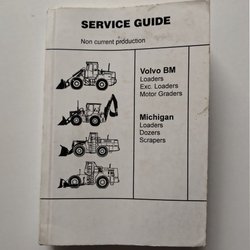 SERVICE GUIDE
Non current production
Volvo BM
Loaders
Exc. Loaders
Motor Graders
Michigan
Loaders
Dozers
Scrapers